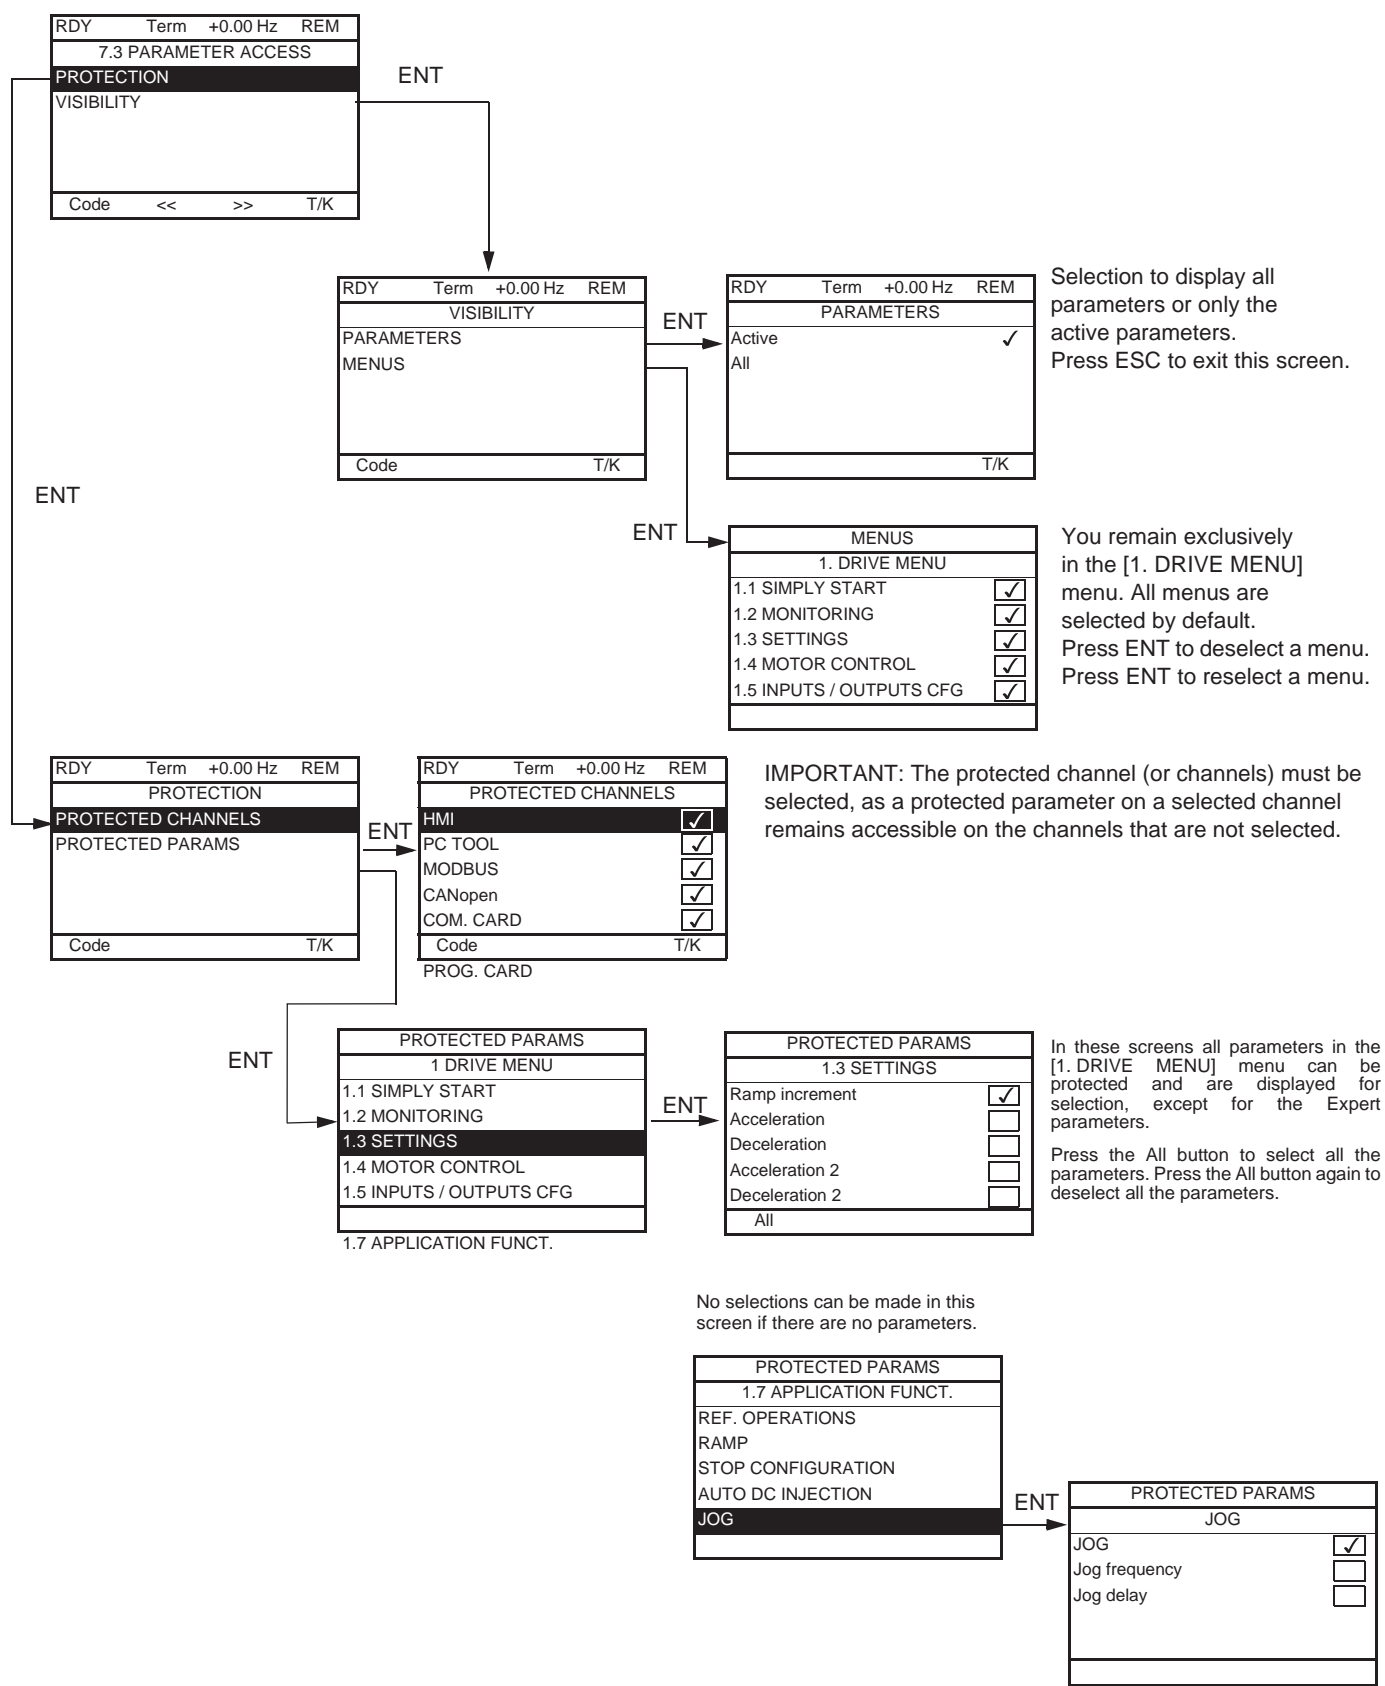 RDY Term +0.00 Hz REM
7.3 PARAMETER ACCESS
PROTECTION
VISIBILITY
Code << >> T/K
ENT
ENT
RDY Term +0.00 Hz REM
VISIBILITY
PARAMETERS
MENUS
Code T/K
ENT
RDY Term +0.00 Hz REM
PARAMETERS
Active ✓
All
T/K
Selection to display all
parameters or only the
active parameters.
Press ESC to exit this screen.
ENT
MENUS
1. DRIVE MENU
1.1 SIMPLY START ✓
1.2 MONITORING ✓
1.3 SETTINGS ✓
1.4 MOTOR CONTROL ✓
1.5 INPUTS / OUTPUTS CFG ✓
You remain exclusively
in the [1. DRIVE MENU]
menu. All menus are
selected by default.
Press ENT to deselect a menu.
Press ENT to reselect a menu.
RDY Term +0.00 Hz REM
PROTECTION
PROTECTED CHANNELS
PROTECTED PARAMS
Code T/K
ENT
RDY Term +0.00 Hz REM
PROTECTED CHANNELS
HMI ✓
PC TOOL ✓
MODBUS ✓
CANopen ✓
COM. CARD ✓
Code T/K
PROG. CARD
IMPORTANT: The protected channel (or channels) must be
selected, as a protected parameter on a selected channel
remains accessible on the channels that are not selected.
ENT
PROTECTED PARAMS
1 DRIVE MENU
1.1 SIMPLY START
1.2 MONITORING
1.3 SETTINGS
1.4 MOTOR CONTROL
1.5 INPUTS / OUTPUTS CFG
1.7 APPLICATION FUNCT.
ENT
PROTECTED PARAMS
1.3 SETTINGS
Ramp increment ✓
Acceleration
Deceleration
Acceleration 2
Deceleration 2
All
In these screens all parameters in the
[1. DRIVE MENU] menu can be
protected and are displayed for
selection, except for the Expert
parameters.
Press the All button to select all the
parameters. Press the All button again to
deselect all the parameters.
No selections can be made in this
screen if there are no parameters.
PROTECTED PARAMS
1.7 APPLICATION FUNCT.
REF. OPERATIONS
RAMP
STOP CONFIGURATION
AUTO DC INJECTION
JOG
ENT
PROTECTED PARAMS
JOG
JOG ✓
Jog frequency
Jog delay